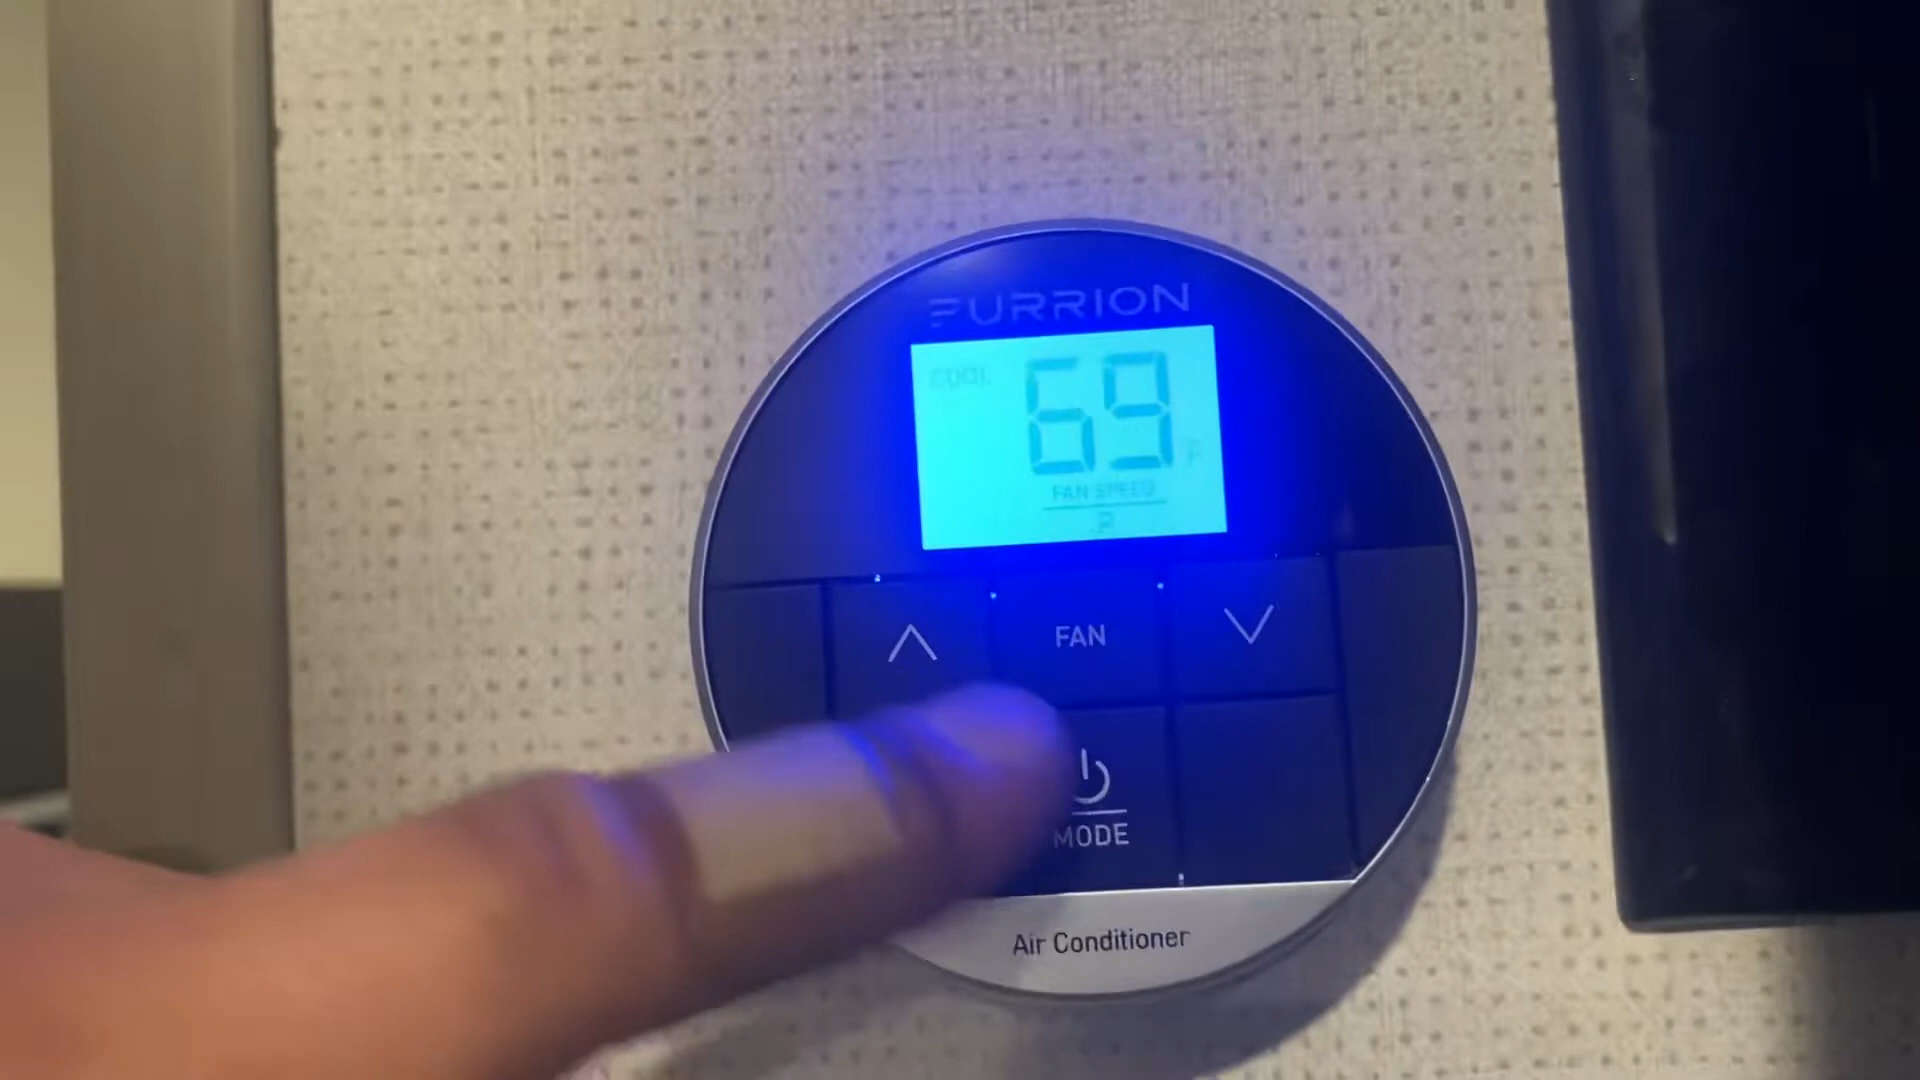 FURRION
COOL 69 F
FAN SPEED
2
FAN
MODE
Air Conditioner